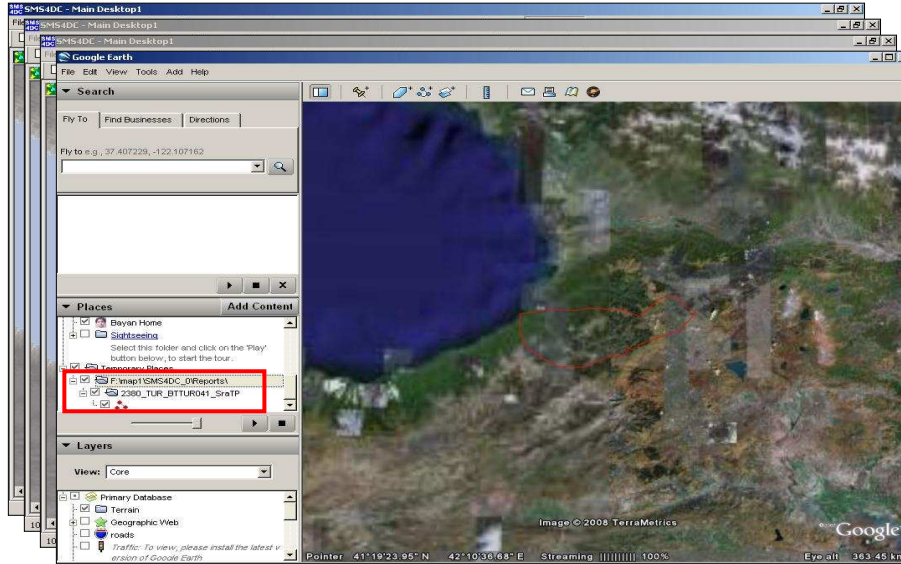 SMS4DC - Main Desktop1
SMS4DC - Main Desktop1
SMS4DC - Main Desktop1
Google Earth
File Edit View Tools Add Help
Search
Fly To Find Businesses Directions
Fly to e.g., 37.407229, -122.107162
Places Add Content
Bayan Home
Sightseeing
Select this folder and click on the 'Play'
button below, to start the tour.
Temporary Places
F:\map1\SMS4DC_0\Reports\
2380_TUR_BTTUR041_SraTP
Layers
View: Core
Primary Database
Terrain
Geographic Web
roads
Traffic: To view, please install the latest v
ersion of Google Earth
10
10
Image © 2008 TerraMetrics
Google
Pointer 41°19'23.95" N 42°10'36.68" E Streaming |||||||||| 100% Eye alt 363.45 km